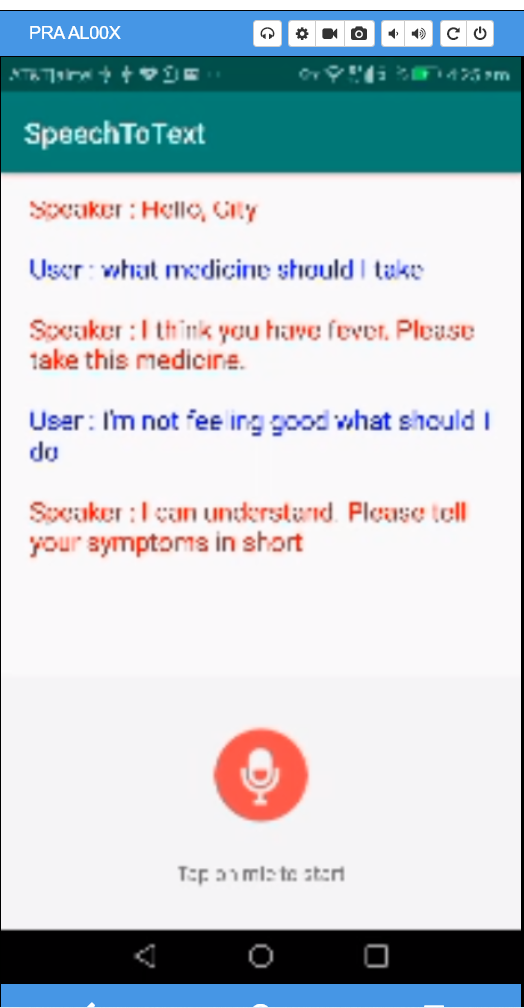 PRA AL00X
4:25 am
SpeechToText
Speaker : Hello, City
User : what medicine should I take
Speaker : I think you have fever. Please
take this medicine.
User : I'm not feeling good what should I
do
Speaker : I can understand. Please tell
your symptoms in short
Tap on mic to start